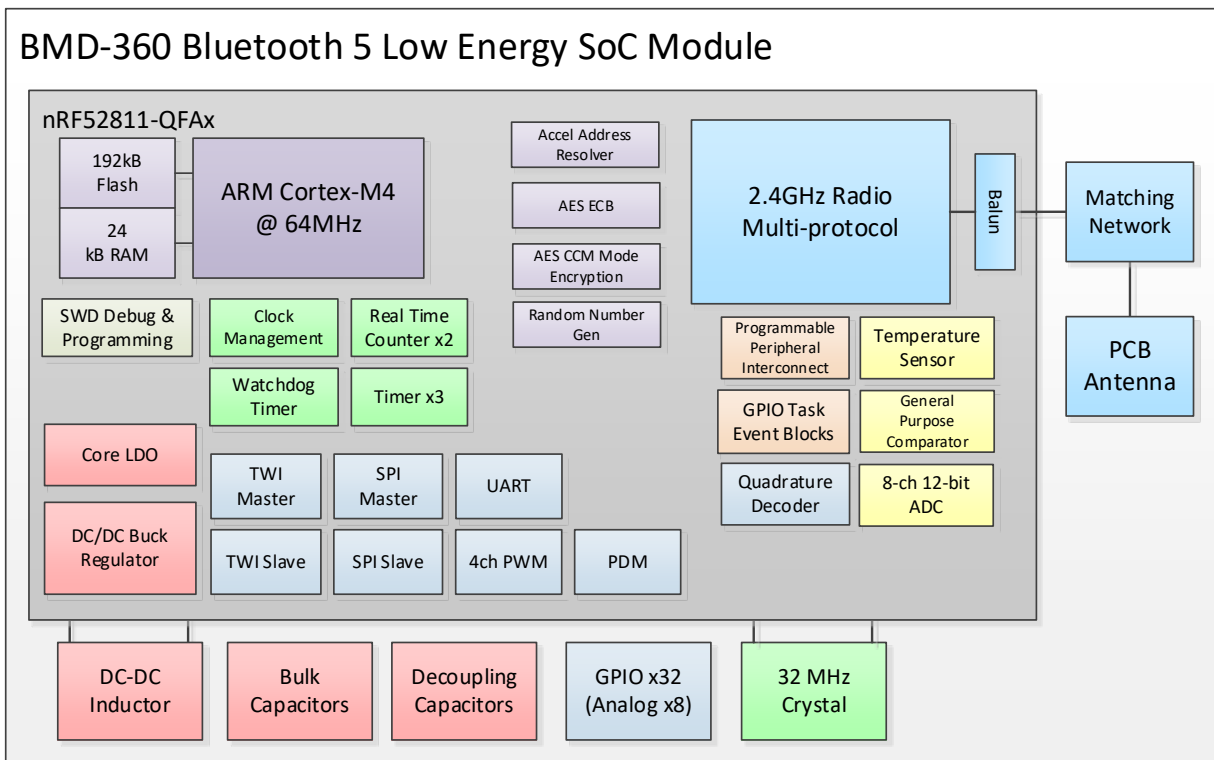 BMD-360 Bluetooth 5 Low Energy SoC Module
nRF52811-QFAx
192kB
Flash
24
kB RAM
ARM Cortex-M4
@ 64MHz
Accel Address
Resolver
AES ECB
AES CCM Mode
Encryption
Random Number
Gen
2.4GHz Radio
Multi-protocol
Balun
Matching
Network
PCB
Antenna
SWD Debug &
Programming
Clock
Management
Real Time
Counter x2
Watchdog
Timer
Timer x3
Programmable
Peripheral
Interconnect
Temperature
Sensor
GPIO Task
Event Blocks
General
Purpose
Comparator
Quadrature
Decoder
8-ch 12-bit
ADC
Core LDO
DC/DC Buck
Regulator
TWI
Master
SPI
Master
UART
TWI Slave
SPI Slave
4ch PWM
PDM
DC-DC
Inductor
Bulk
Capacitors
Decoupling
Capacitors
GPIO x32
(Analog x8)
32 MHz
Crystal